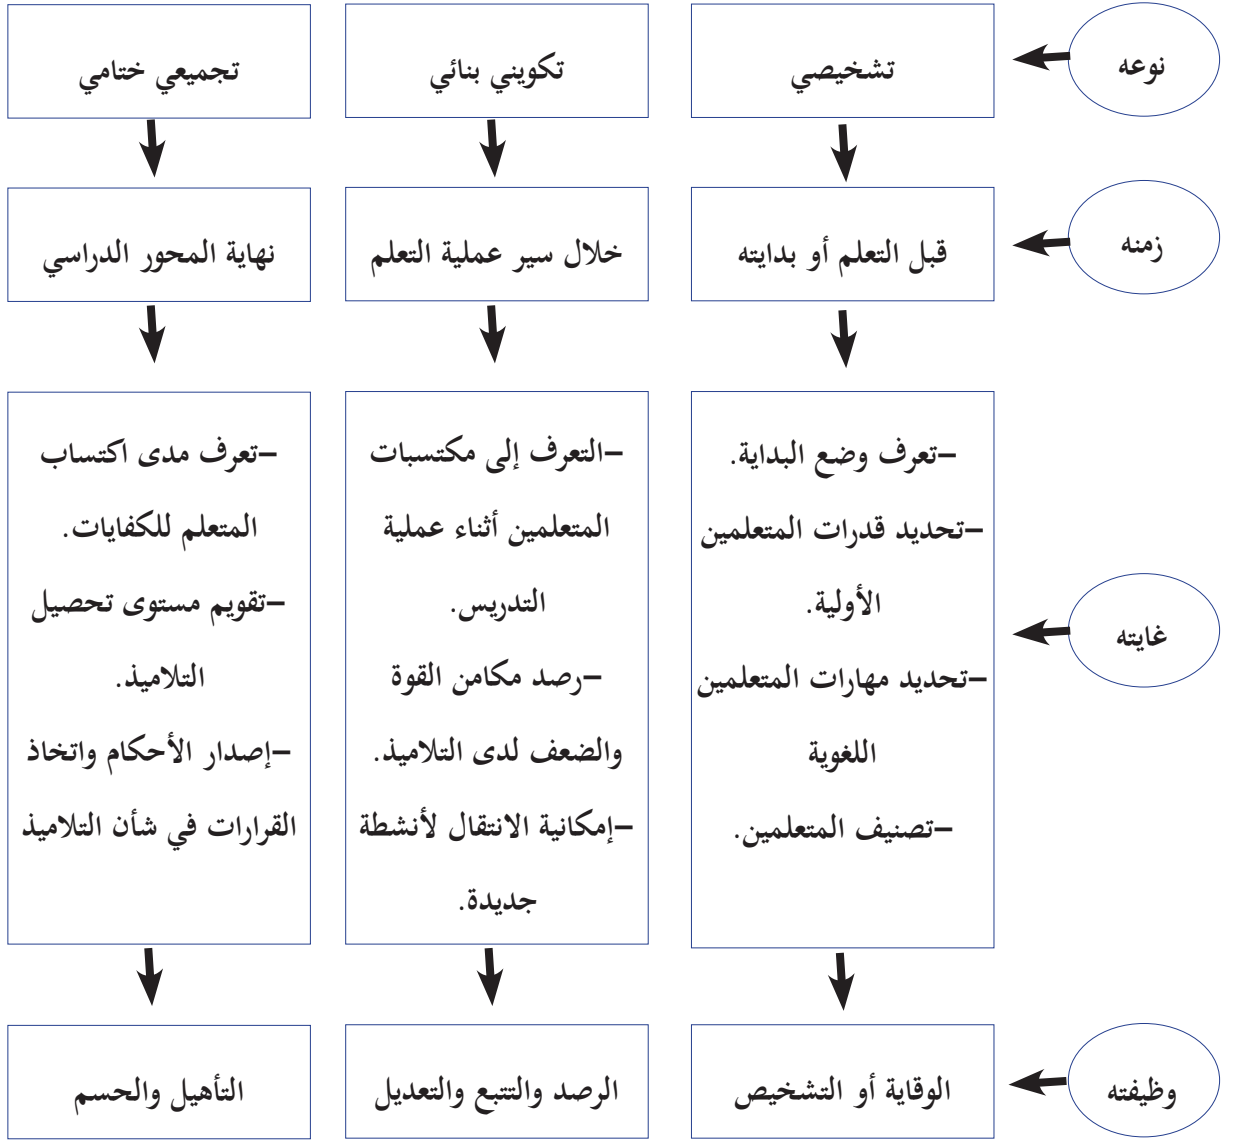 نوعه
تشخيصي
تكويني بنائي
تجميعي ختامي
زمنه
قبل التعلم أو بدايته
خلال سير عملية التعلم
نهاية المحور الدراسي
غايته
–تعرف وضع البداية.
–تحديد قدرات المتعلمين
الأولية.
–تحديد مهارات المتعلمين
اللغوية
–تصنيف المتعلمين.
–التعرف إلى مكتسبات
المتعلمين أثناء عملية
التدريس.
–رصد مكامن القوة
والضعف لدى التلاميذ.
–إمكانية الانتقال لأنشطة
جديدة.
–تعرف مدى اكتساب
المتعلم للكفايات.
–تقويم مستوى تحصيل
التلاميذ.
–إصدار الأحكام واتخاذ
القرارات في شأن التلاميذ
وظيفته
الوقاية أو التشخيص
الرصد والتتبع والتعديل
التأهيل والحسم